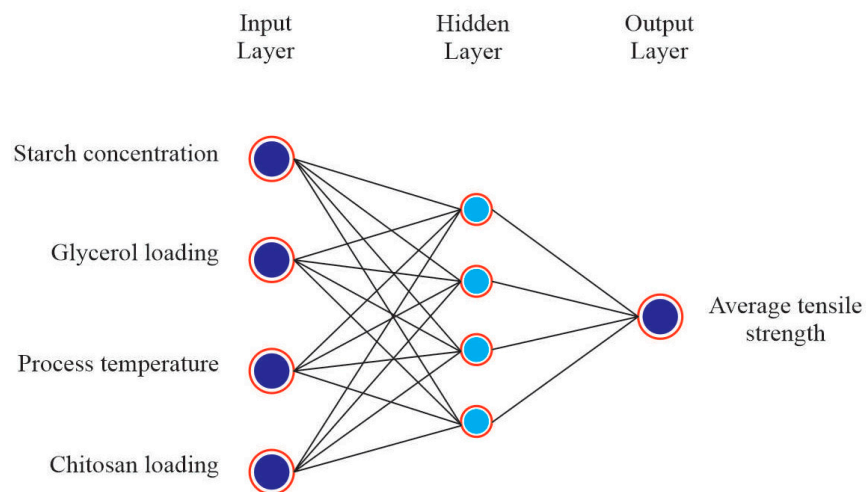 Input
Layer
Hidden
Layer
Output
Layer
Starch concentration
Glycerol loading
Process temperature
Chitosan loading
Average tensile
strength